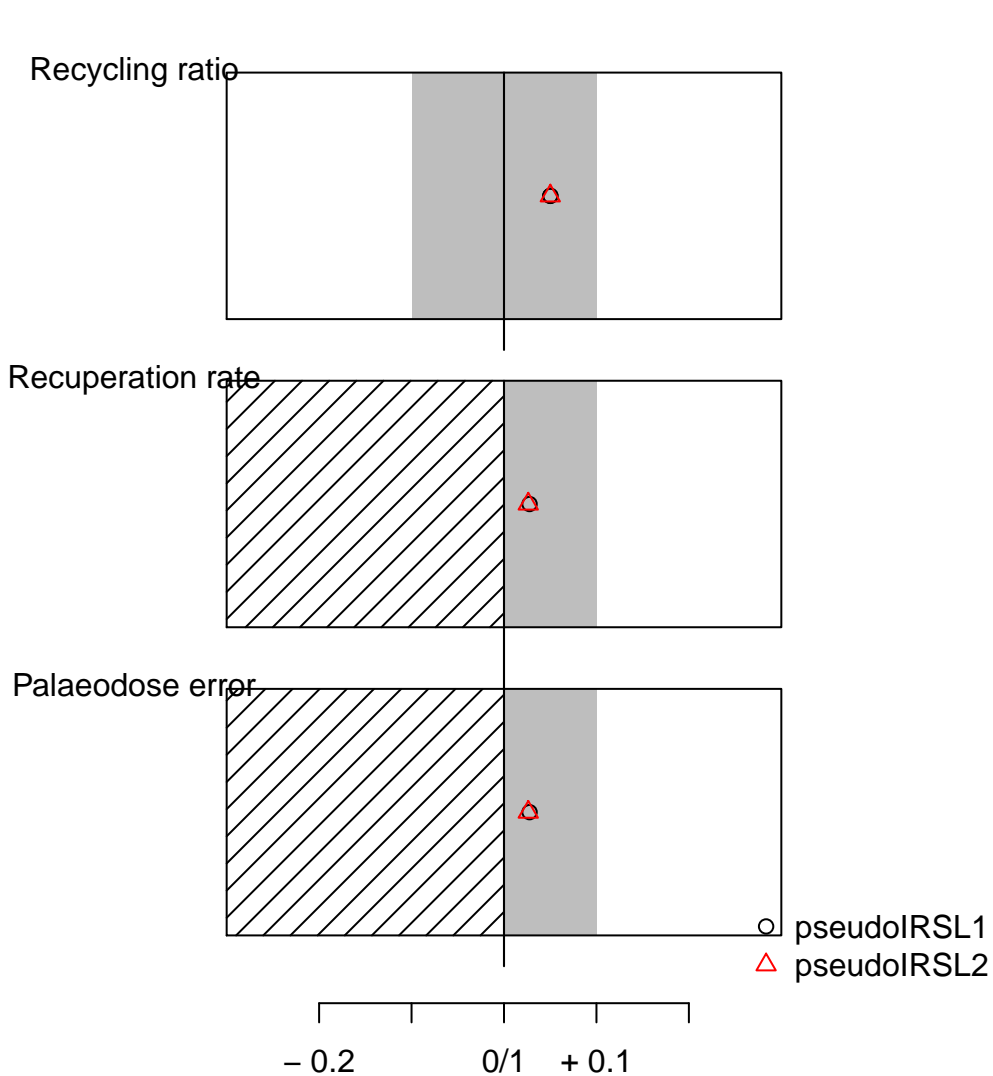 Recycling ratio
Recuperation rate
Palaeodose error
pseudoIRSL1
pseudoIRSL2
− 0.2 0/1 + 0.1